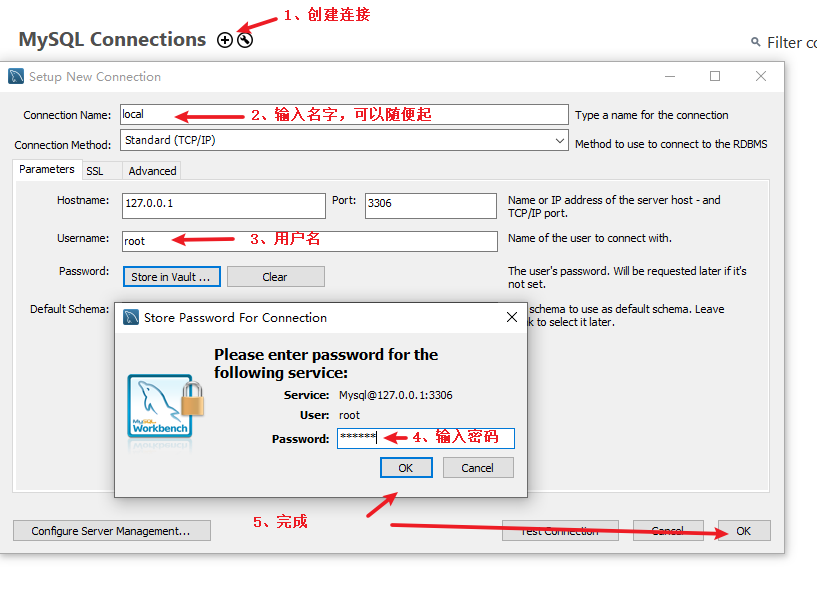 1、创建连接
MySQL Connections
Filter co
Setup New Connection
Connection Name: local 2、输入名字，可以随便起 Type a name for the connection
Connection Method: Standard (TCP/IP) Method to use to connect to the RDBMS
Parameters SSL Advanced
Hostname: 127.0.0.1 Port: 3306 Name or IP address of the server host - and
TCP/IP port.
Username: root 3、用户名 Name of the user to connect with.
Password: Store in Vault ... Clear The user's password. Will be requested later if it's
not set.
Default Schema: schema to use as default schema. Leave
k to select it later.
Store Password For Connection
Please enter password for the
following service:
Service: Mysql@127.0.0.1:3306
User: root
Password: ****** 4、输入密码
MySQL
Workbench
OK Cancel
5、完成
Configure Server Management... Test Connection Cancel OK